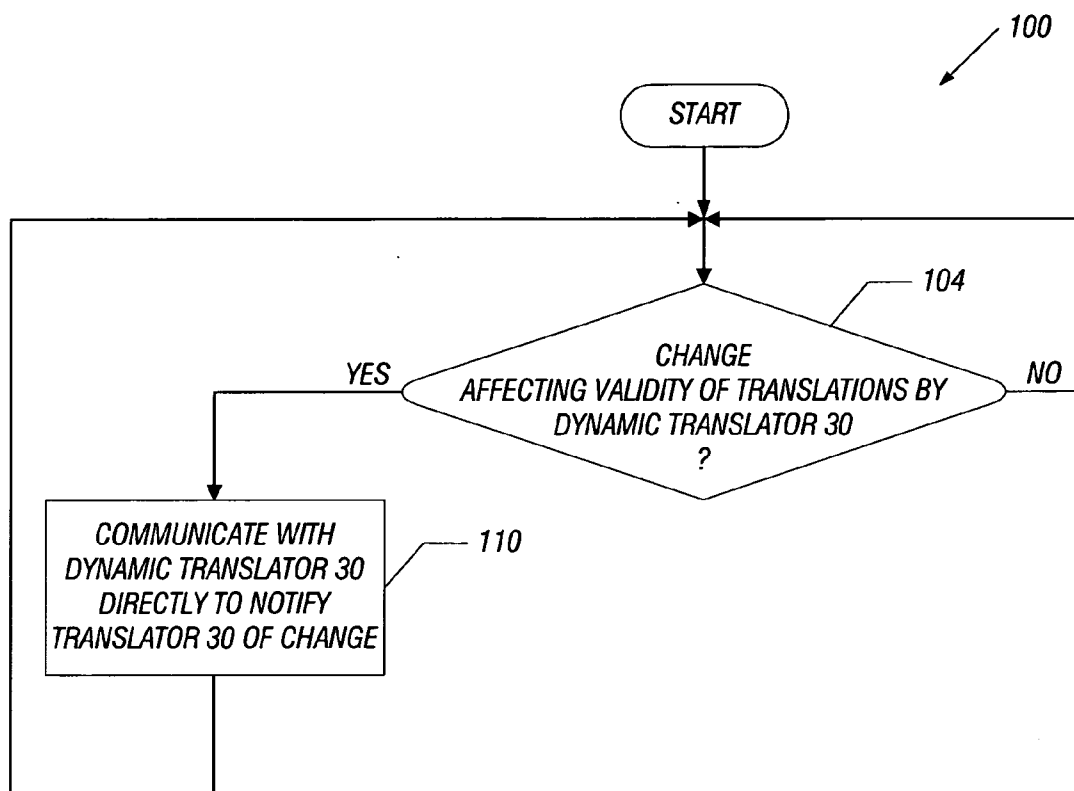 100
START
104
CHANGE
AFFECTING VALIDITY OF TRANSLATIONS BY
DYNAMIC TRANSLATOR 30
?
YES
NO
COMMUNICATE WITH
DYNAMIC TRANSLATOR 30
DIRECTLY TO NOTIFY
TRANSLATOR 30 OF CHANGE
110